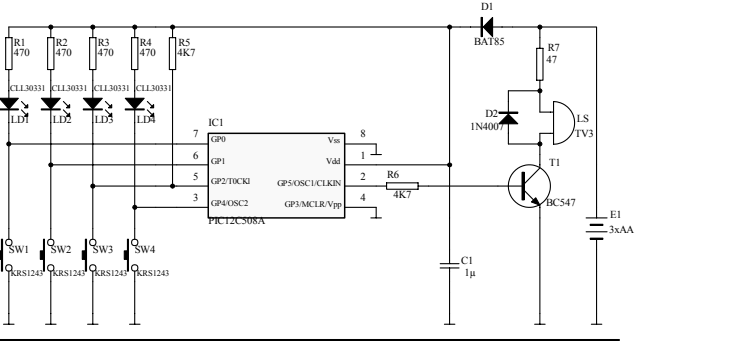 D1
BAT85
R1
470
R2
470
R3
470
R4
470
R5
4K7
R7
47
CLL30331
CLL30331
CLL30331
CLL30331
LD1
LD2
LD3
LD4
D2
1N4007
LS
TV3
IC1
7
GP0
Vss
8
6
GP1
Vdd
1
5
GP2/T0CKI
GP5/OSC1/CLKIN
2
3
GP4/OSC2
GP3/MCLR/Vpp
4
PIC12C508A
R6
4K7
T1
BC547
E1
3xAA
SW1
SW2
SW3
SW4
KRS1243
KRS1243
KRS1243
KRS1243
C1
1µ